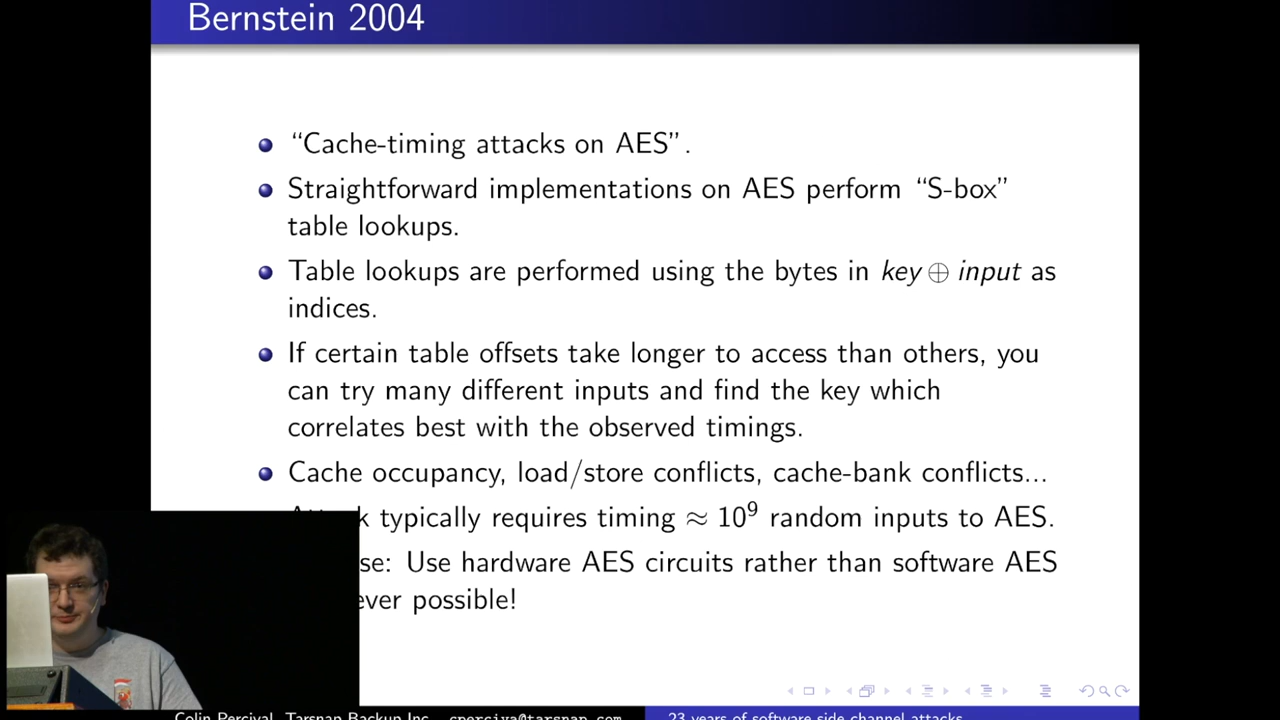 Bernstein 2004
“Cache-timing attacks on AES”.
Straightforward implementations on AES perform “S-box”
table lookups.
Table lookups are performed using the bytes in key ⊕ input as
indices.
If certain table offsets take longer to access than others, you
can try many different inputs and find the key which
correlates best with the observed timings.
Cache occupancy, load/store conflicts, cache-bank conflicts...
typically requires timing ≈ 10⁹ random inputs to AES.
Use hardware AES circuits rather than software AES
possible!
Colin Percival, Tarsnap Backup Inc. cperciva@tarsnap.com
23 years of software side channel attacks